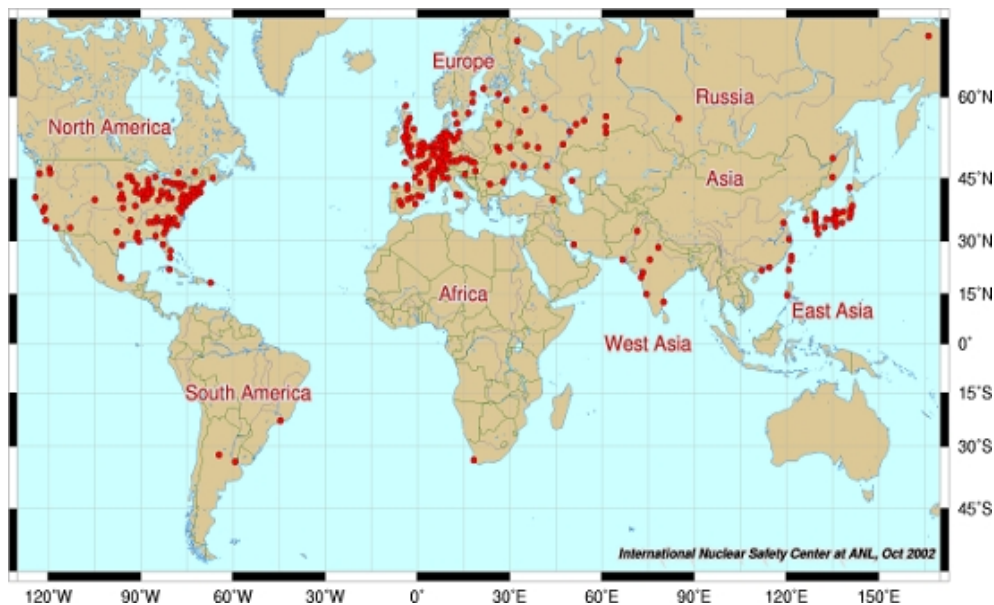 Europe
60°N
Russia
North America
Asia
45°N
30°N
Africa
15°N
East Asia
West Asia
0°
South America
15°S
30°S
45°S
International Nuclear Safety Center at ANL, Oct 2002
120°W 90°W 60°W 30°W 0° 30°E 60°E 90°E 120°E 150°E